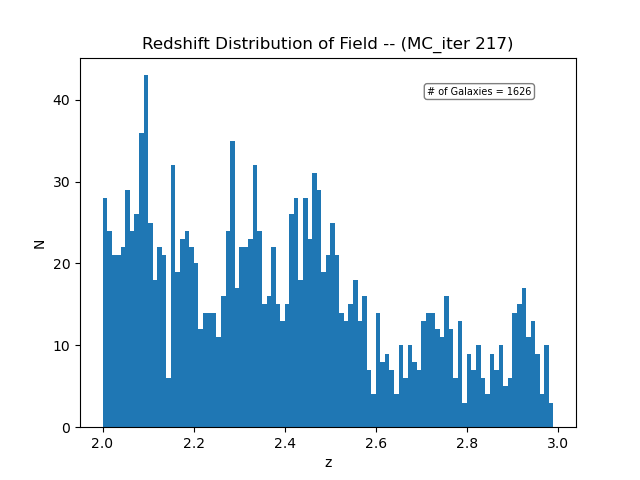 Redshift Distribution of Field -- (MC_iter 217)
# of Galaxies = 1626
40
30
20
10
0
N
2.0 2.2 2.4 2.6 2.8 3.0
z